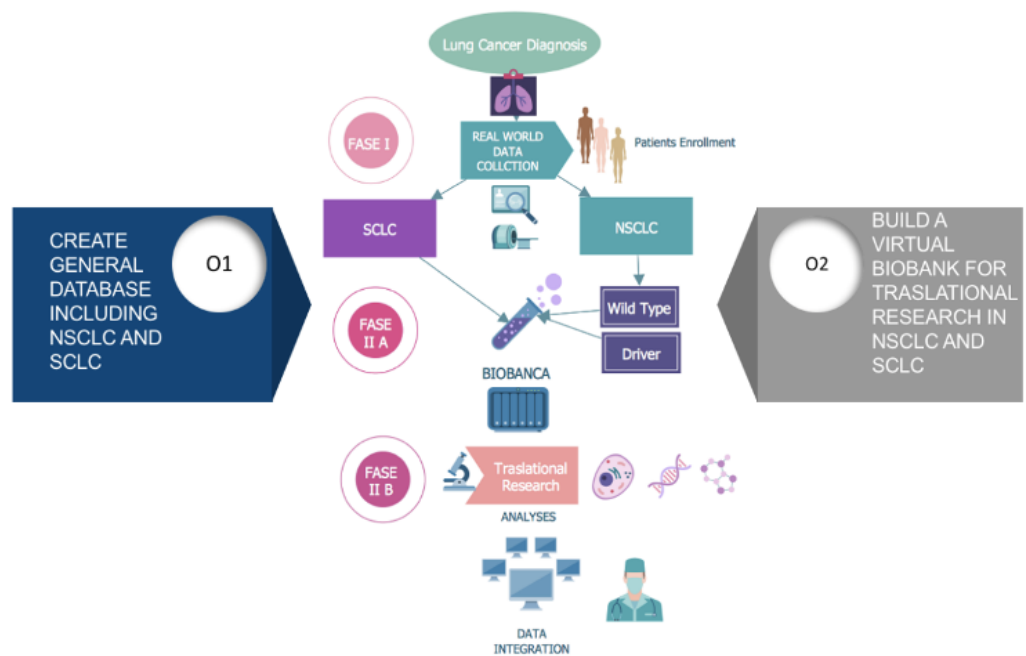 Lung Cancer Diagnosis
FASE I
REAL WORLD
DATA
COLLCTION
Patients Enrollment
SCLC
NSCLC
CREATE
GENERAL
DATABASE
INCLUDING
NSCLC AND
SCLC
O1
O2
BUILD A
VIRTUAL
BIOBANK FOR
TRASLATIONAL
RESEARCH IN
NSCLC AND
SCLC
FASE
II A
Wild Type
Driver
BIOBANCA
FASE
II B
Traslational
Research
ANALYSES
DATA
INTEGRATION